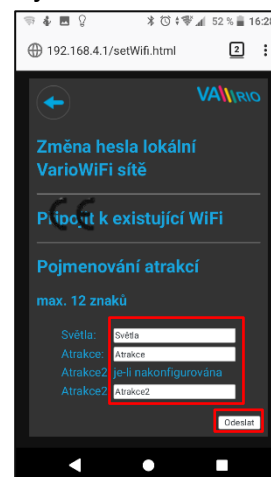 52 % 16:28
192.168.4.1/setWifi.html 2
VARIO
Změna hesla lokální
VarioWiFi sítě
Připojit k existující WiFi
Pojmenování atrakcí
max. 12 znaků
Světla: Světla
Atrakce: Atrakce
Atrakce2 je-li nakonfigurována
Atrakce2 Atrakce2
Odeslat